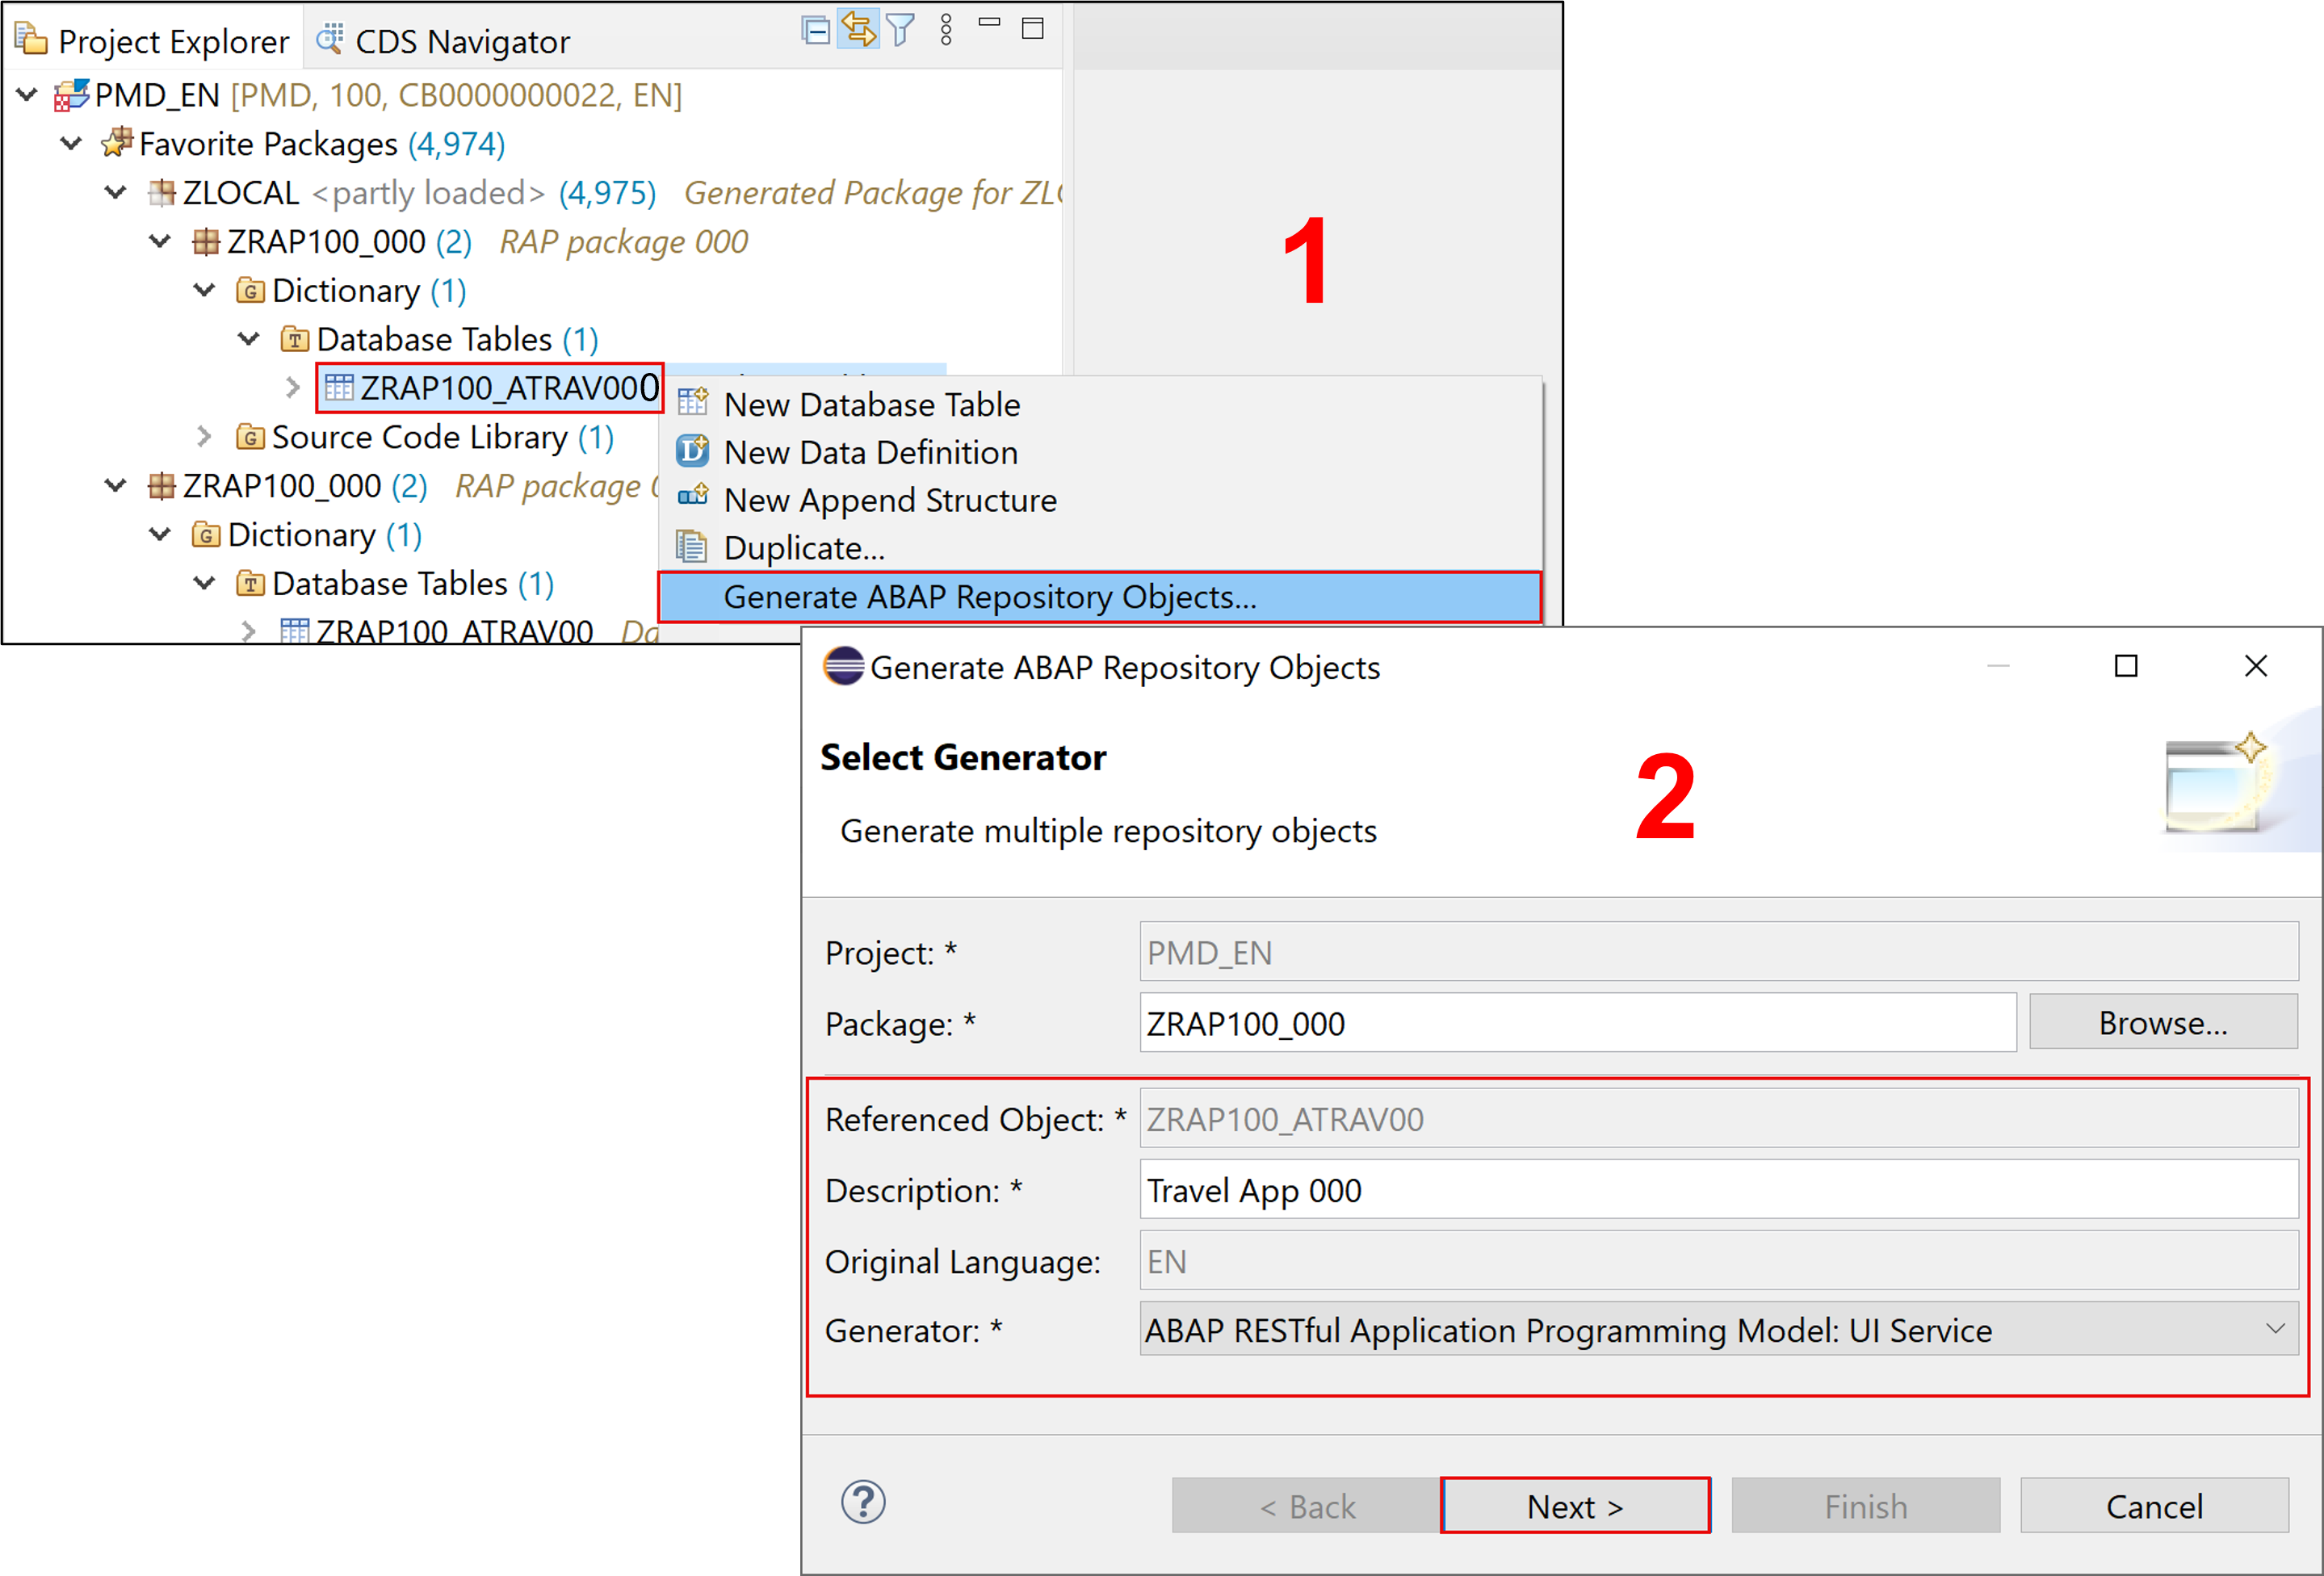 Project Explorer CDS Navigator
PMD_EN [PMD, 100, CB0000000022, EN]
Favorite Packages (4,974)
ZLOCAL <partly loaded> (4,975) Generated Package for ZL
ZRAP100_000 (2) RAP package 000
Dictionary (1)
Database Tables (1)
ZRAP100_ATRAV000
Source Code Library (1)
ZRAP100_000 (2) RAP package
Dictionary (1)
Database Tables (1)
ZRAP100_ATRAV00 Da
1
New Database Table
New Data Definition
New Append Structure
Duplicate...
Generate ABAP Repository Objects...
Generate ABAP Repository Objects
Select Generator
2
Generate multiple repository objects
Project: * PMD_EN
Package: * ZRAP100_000 Browse...
Referenced Object: * ZRAP100_ATRAV00
Description: * Travel App 000
Original Language: EN
Generator: * ABAP RESTful Application Programming Model: UI Service
< Back Next > Finish Cancel